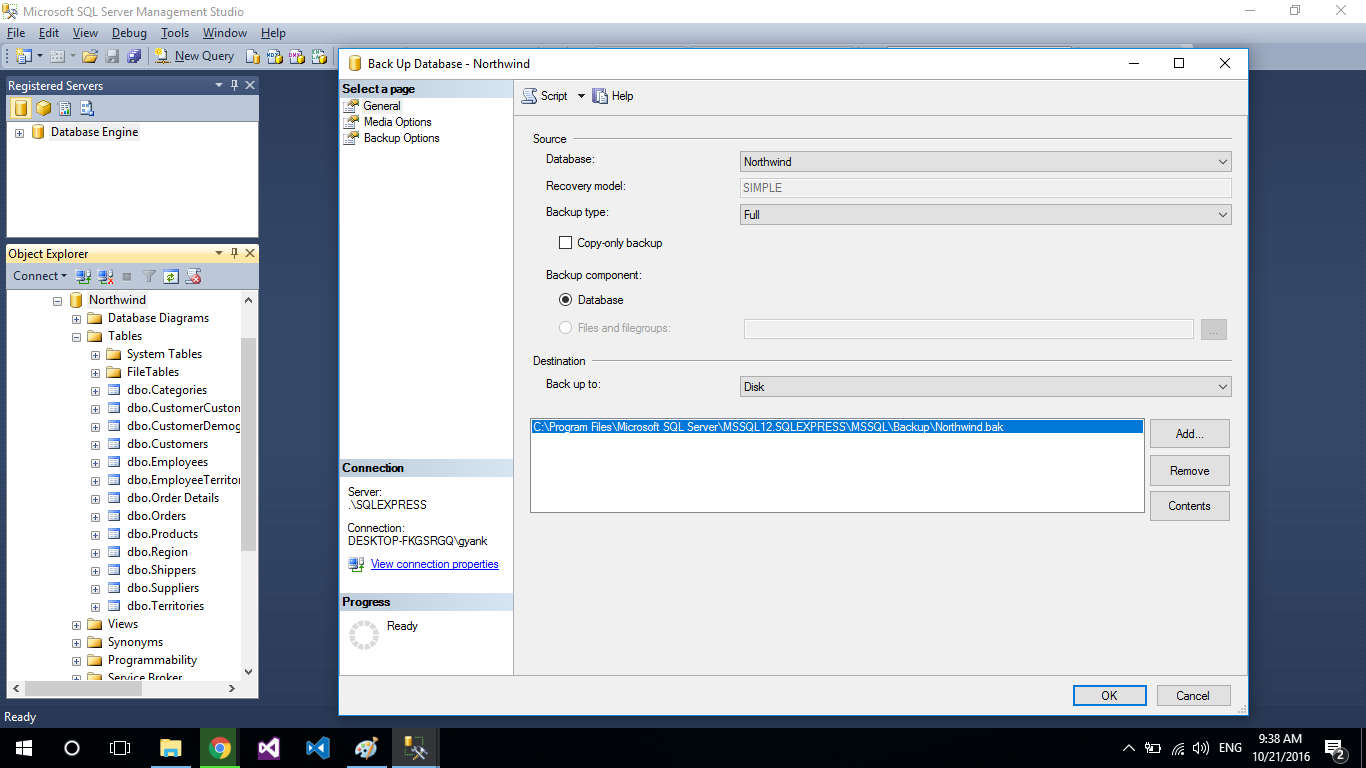 Microsoft SQL Server Management Studio
File Edit View Debug Tools Window Help
New Query
Registered Servers
Database Engine
Object Explorer
Connect
Northwind
Database Diagrams
Tables
System Tables
FileTables
dbo.Categories
dbo.CustomerCustom
dbo.CustomerDemog
dbo.Customers
dbo.Employees
dbo.EmployeeTerritor
dbo.Order Details
dbo.Orders
dbo.Products
dbo.Region
dbo.Shippers
dbo.Suppliers
dbo.Territories
Views
Synonyms
Programmability
Service Broker
Ready
Back Up Database - Northwind
Select a page
General
Media Options
Backup Options
Connection
Server:
.\SQLEXPRESS
Connection:
DESKTOP-FKGSRGQ\gyank
View connection properties
Progress
Ready
Script Help
Source
Database: Northwind
Recovery model: SIMPLE
Backup type: Full
Copy-only backup
Backup component:
Database
Files and filegroups: ...
Destination
Back up to: Disk
C:\Program Files\Microsoft SQL Server\MSSQL12.SQLEXPRESS\MSSQL\Backup\Northwind.bak
Add...
Remove
Contents
OK Cancel
ENG
9:38 AM
10/21/2016
2